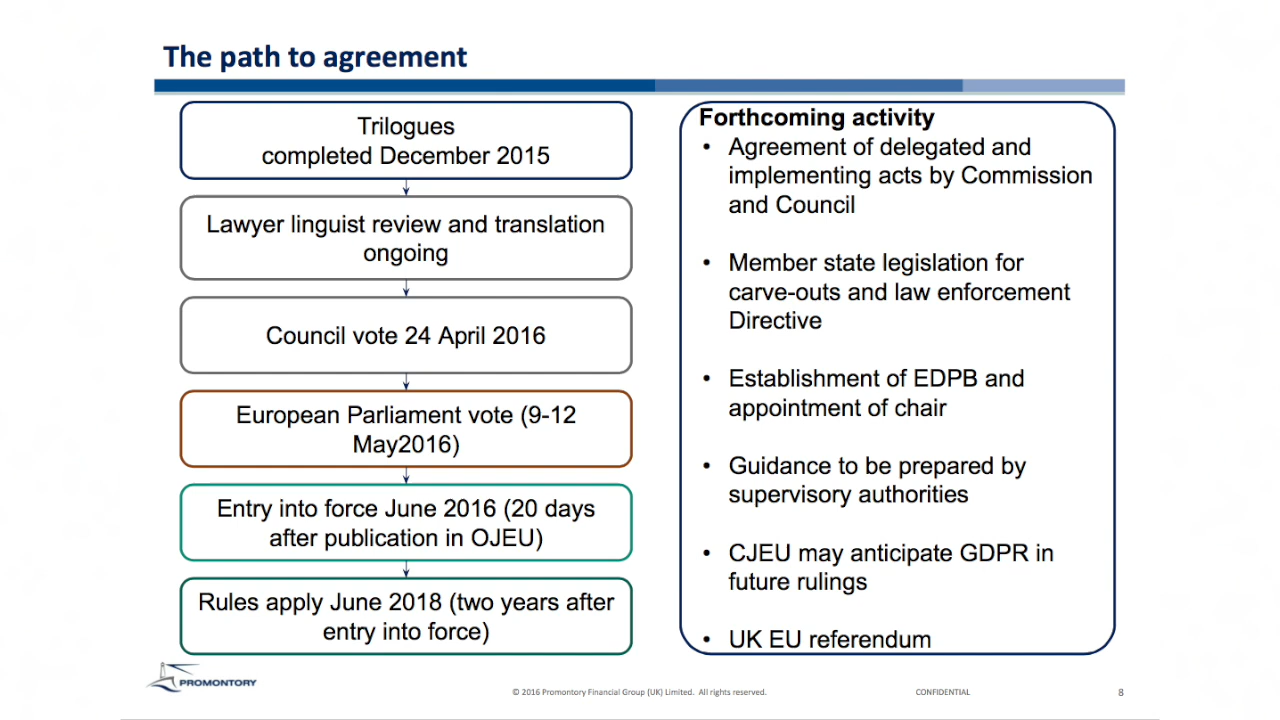 The path to agreement
Trilogues
completed December 2015
Lawyer linguist review and translation
ongoing
Council vote 24 April 2016
European Parliament vote (9-12
May2016)
Entry into force June 2016 (20 days
after publication in OJEU)
Rules apply June 2018 (two years after
entry into force)
Forthcoming activity
• Agreement of delegated and
implementing acts by Commission
and Council
• Member state legislation for
carve-outs and law enforcement
Directive
• Establishment of EDPB and
appointment of chair
• Guidance to be prepared by
supervisory authorities
• CJEU may anticipate GDPR in
future rulings
• UK EU referendum
PROMONTORY
© 2016 Promontory Financial Group (UK) Limited. All rights reserved.
CONFIDENTIAL
8